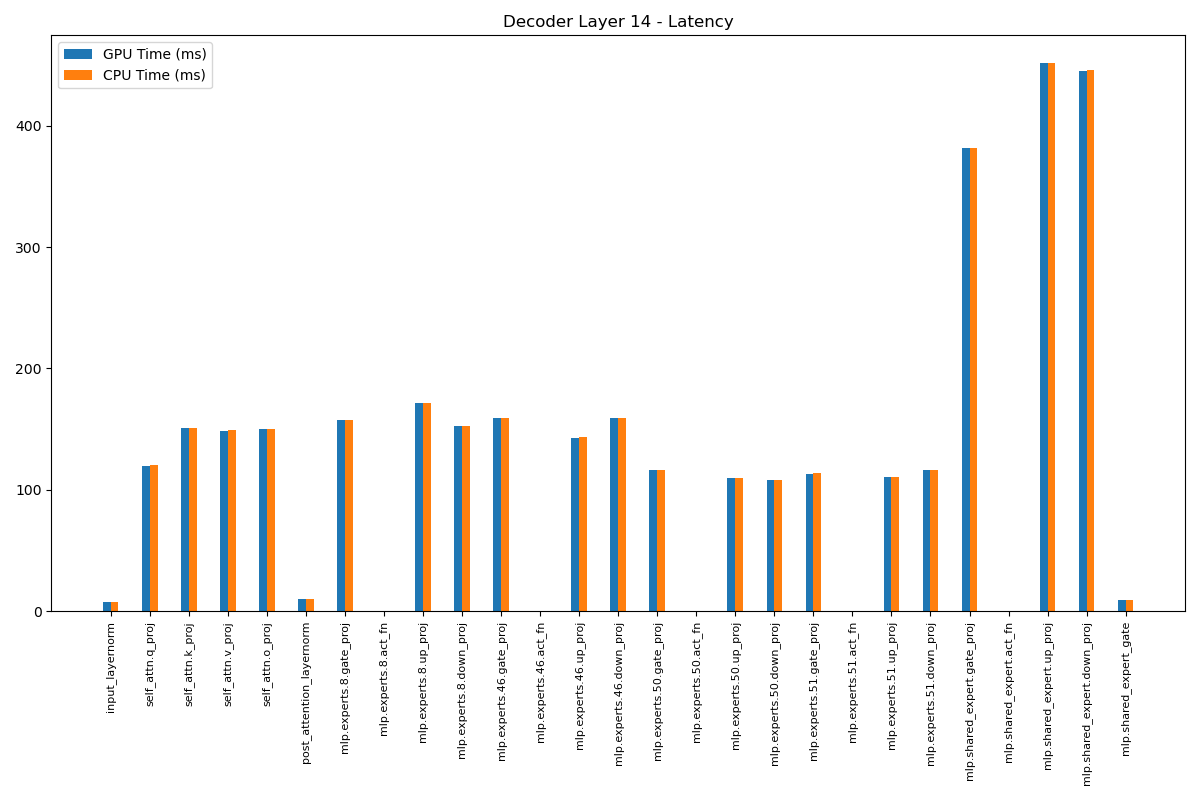 Decoder Layer 14 - Latency
GPU Time (ms)
CPU Time (ms)
400
300
200
100
0
input_layernorm
self_attn.q_proj
self_attn.k_proj
self_attn.v_proj
self_attn.o_proj
post_attention_layernorm
mlp.experts.8.gate_proj
mlp.experts.8.act_fn
mlp.experts.8.up_proj
mlp.experts.8.down_proj
mlp.experts.46.gate_proj
mlp.experts.46.act_fn
mlp.experts.46.up_proj
mlp.experts.46.down_proj
mlp.experts.50.gate_proj
mlp.experts.50.act_fn
mlp.experts.50.up_proj
mlp.experts.50.down_proj
mlp.experts.51.gate_proj
mlp.experts.51.act_fn
mlp.experts.51.up_proj
mlp.experts.51.down_proj
mlp.shared_expert.gate_proj
mlp.shared_expert.act_fn
mlp.shared_expert.up_proj
mlp.shared_expert.down_proj
mlp.shared_expert_gate